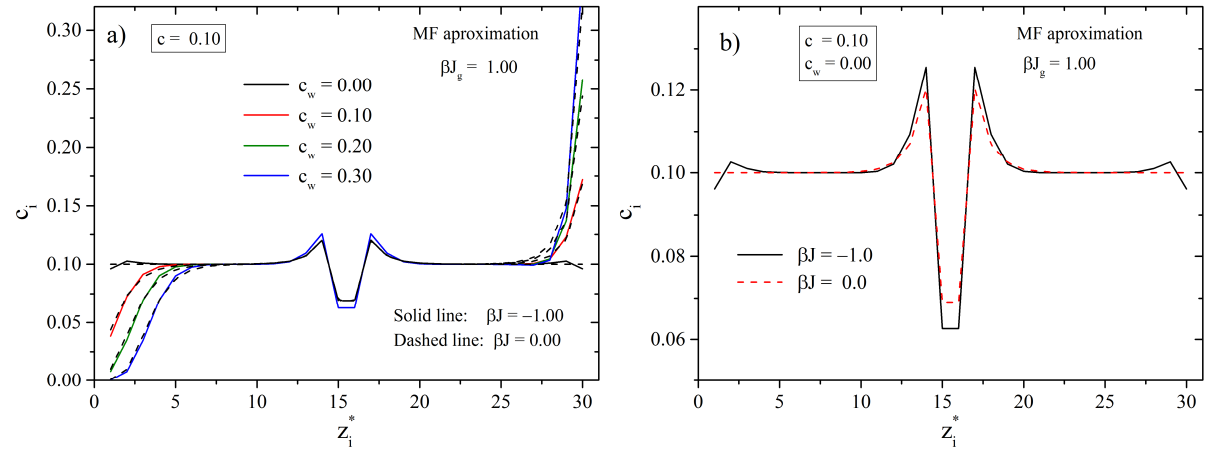 a)
c = 0.10
MF aproximation
βJg = 1.00
cw = 0.00
cw = 0.10
cw = 0.20
cw = 0.30
Solid line: βJ = −1.00
Dashed line: βJ = 0.00
0.30
0.25
0.20
0.15
0.10
0.05
0.00
ci
0 5 10 15 20 25 30
zi*
b)
c = 0.10
cw = 0.00
MF aproximation
βJg = 1.00
βJ = −1.0
βJ = 0.0
0.12
0.10
0.08
0.06
ci
0 5 10 15 20 25 30
zi*